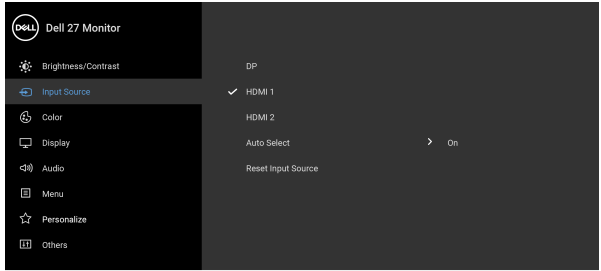 DELL Dell 27 Monitor
Brightness/Contrast
Input Source
Color
Display
Audio
Menu
Personalize
Others
DP
HDMI 1
HDMI 2
Auto Select On
Reset Input Source